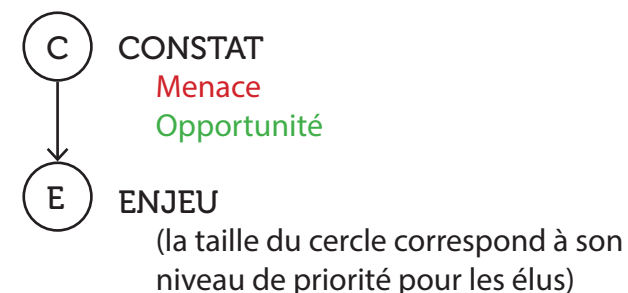 C CONSTAT
Menace
Opportunité
E ENJEU
(la taille du cercle correspond à son
niveau de priorité pour les élus)